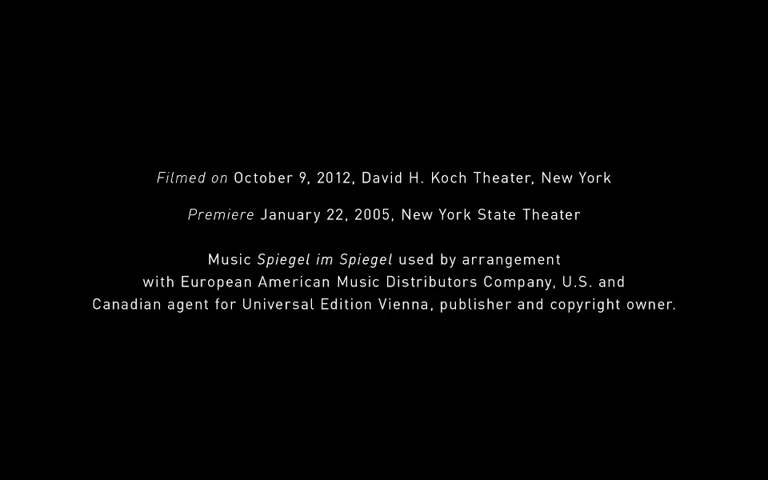 Filmed on October 9, 2012, David H. Koch Theater, New York
Premiere January 22, 2005, New York State Theater
Music Spiegel im Spiegel used by arrangement
with European American Music Distributors Company, U.S. and
Canadian agent for Universal Edition Vienna, publisher and copyright owner.